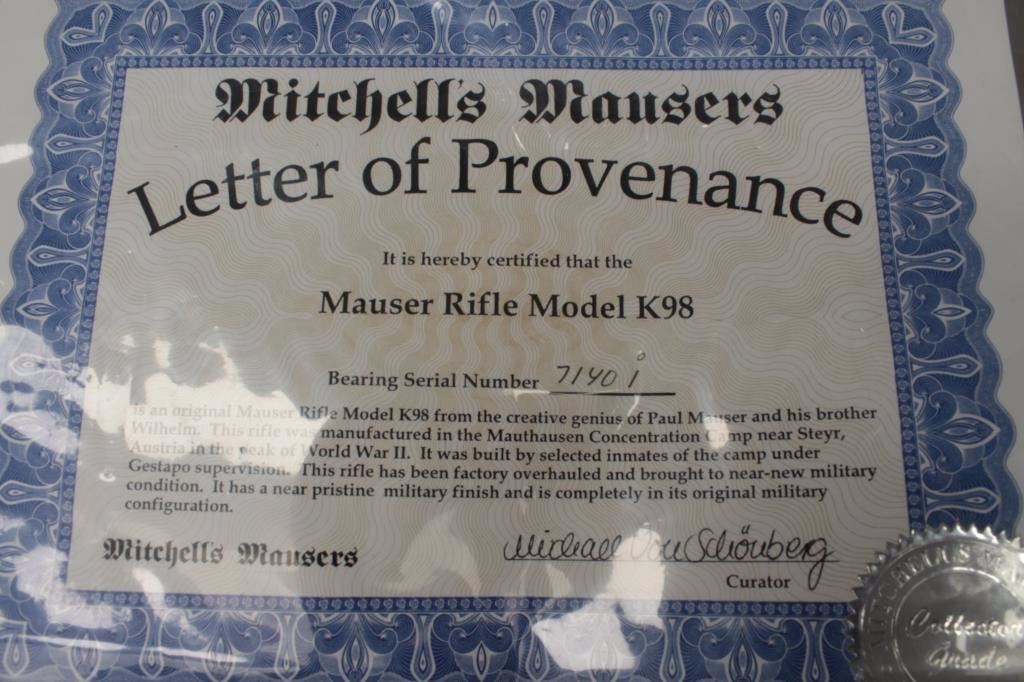 Mitchell's Mausers
Letter of Provenance
It is hereby certified that the
Mauser Rifle Model K98
Bearing Serial Number 7140 i
is an original Mauser Rifle Model K98 from the creative genius of Paul Mauser and his brother
Wilhelm. This rifle was manufactured in the Mauthausen Concentration Camp near Steyr,
Austria in the peak of World War II. It was built by selected inmates of the camp under
Gestapo supervision. This rifle has been factory overhauled and brought to near-new military
condition. It has a near pristine military finish and is completely in its original military
configuration.
Mitchell's Mausers
Michael Von Schönberg
Curator
Collector
Grade